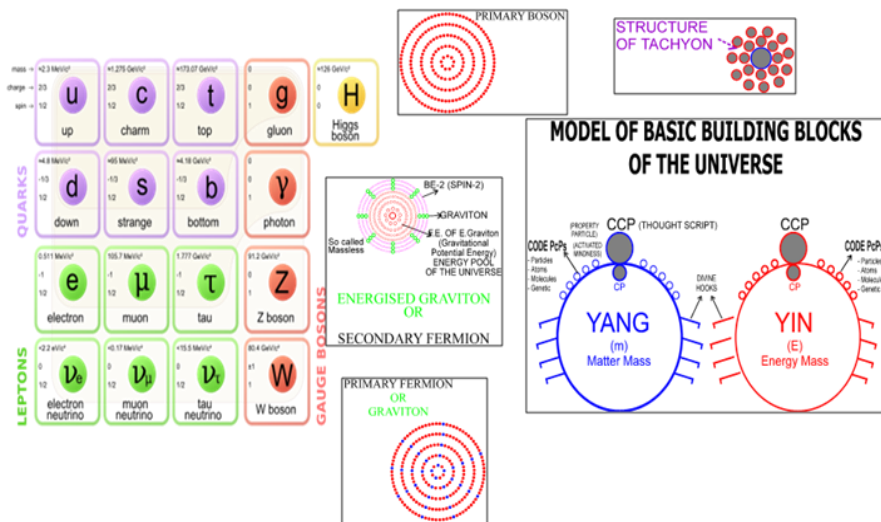 mass →
charge →
spin →
≈2.3 MeV/c²
2/3
1/2
u
up
≈1.275 GeV/c²
2/3
1/2
c
charm
≈173.07 GeV/c²
2/3
1/2
t
top
0
0
1
g
gluon
≈126 GeV/c²
0
0
H
Higgs
boson
QUARKS
≈4.8 MeV/c²
-1/3
1/2
d
down
≈95 MeV/c²
-1/3
1/2
s
strange
≈4.18 GeV/c²
-1/3
1/2
b
bottom
0
0
1
γ
photon
0.511 MeV/c²
-1
1/2
e
electron
105.7 MeV/c²
-1
1/2
μ
muon
1.777 GeV/c²
-1
1/2
τ
tau
91.2 GeV/c²
0
1
Z
Z boson
LEPTONS
<2.2 eV/c²
0
1/2
νe
electron
neutrino
<0.17 MeV/c²
0
1/2
νμ
muon
neutrino
<15.5 MeV/c²
0
1/2
ντ
tau
neutrino
80.4 GeV/c²
±1
1
W
W boson
GAUGE BOSONS
PRIMARY BOSON
BE-2 (SPIN-2)
GRAVITON
So called
Massless
F.E. OF E.Graviton
(Gravitational
Potential Energy)
ENERGY POOL
OF THE UNIVERSE
ENERGISED GRAVITON
OR
SECONDARY FERMION
PRIMARY FERMION
OR
GRAVITON
STRUCTURE
OF TACHYON
MODEL OF BASIC BUILDING BLOCKS
OF THE UNIVERSE
CCP (THOUGHT SCRIPT)
(PROPERTY
PARTICLE)
(ACTIVATED
MINDNESS)
CODE PcPs
- Particles
- Atoms
- Molecules
- Genetic
CP
YANG
(m)
Matter Mass
DIVINE
HOOKS
CCP
CODE PcPs
- Particles
- Atoms
- Molecules
- Genetic
CP
YIN
(E)
Energy Mass